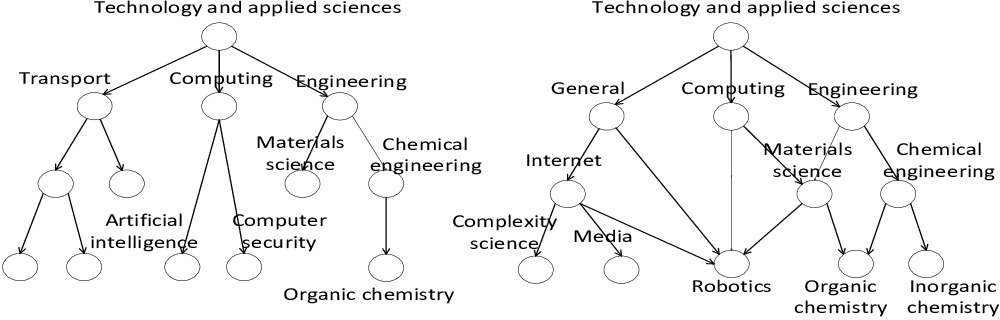 Technology and applied sciences
Transport
Computing
Engineering
Materials
science
Chemical
engineering
Artificial
intelligence
Computer
security
Organic chemistry
Technology and applied sciences
General
Computing
Engineering
Internet
Materials
science
Chemical
engineering
Complexity
science
Media
Robotics
Organic
chemistry
Inorganic
chemistry